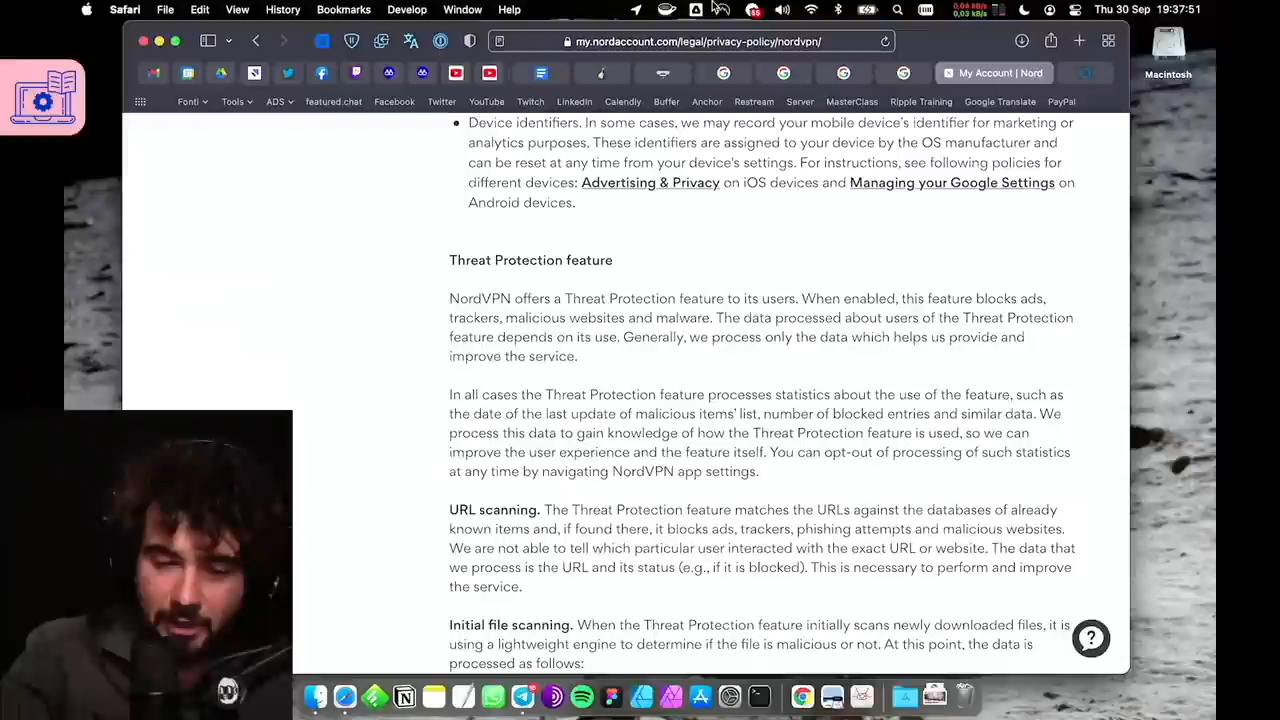 Safari File Edit View History Bookmarks Develop Window Help
Thu 30 Sep 19:37:51
my.nordaccount.com/legal/privacy-policy/nordvpn/
Macintosh
My Account | Nord
Fonti Tools ADS featured.chat Facebook Twitter YouTube Twitch LinkedIn Calendly Buffer Anchor Restream Server MasterClass Ripple Training Google Translate PayPal
Device identifiers. In some cases, we may record your mobile device's identifier for marketing or
analytics purposes. These identifiers are assigned to your device by the OS manufacturer and
can be reset at any time from your device's settings. For instructions, see following policies for
different devices: Advertising & Privacy on iOS devices and Managing your Google Settings on
Android devices.
Threat Protection feature
NordVPN offers a Threat Protection feature to its users. When enabled, this feature blocks ads,
trackers, malicious websites and malware. The data processed about users of the Threat Protection
feature depends on its use. Generally, we process only the data which helps us provide and
improve the service.
In all cases the Threat Protection feature processes statistics about the use of the feature, such as
the date of the last update of malicious items' list, number of blocked entries and similar data. We
process this data to gain knowledge of how the Threat Protection feature is used, so we can
improve the user experience and the feature itself. You can opt-out of processing of such statistics
at any time by navigating NordVPN app settings.
URL scanning. The Threat Protection feature matches the URLs against the databases of already
known items and, if found there, it blocks ads, trackers, phishing attempts and malicious websites.
We are not able to tell which particular user interacted with the exact URL or website. The data that
we process is the URL and its status (e.g., if it is blocked). This is necessary to perform and improve
the service.
Initial file scanning. When the Threat Protection feature initially scans newly downloaded files, it is
using a lightweight engine to determine if the file is malicious or not. At this point, the data is
processed as follows: